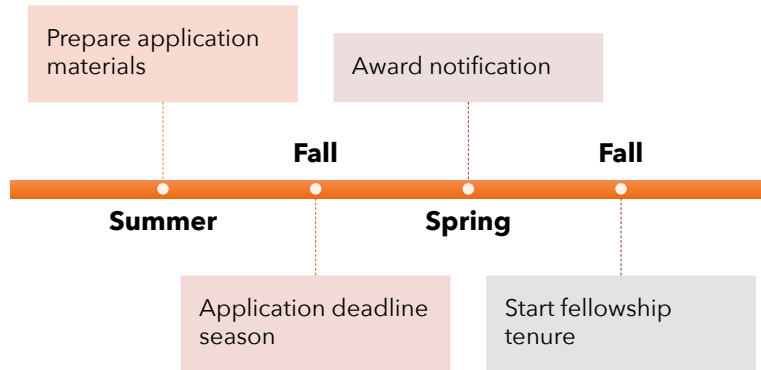 Prepare application
materials
Award notification
Fall
Fall
Summer
Spring
Application deadline
season
Start fellowship
tenure